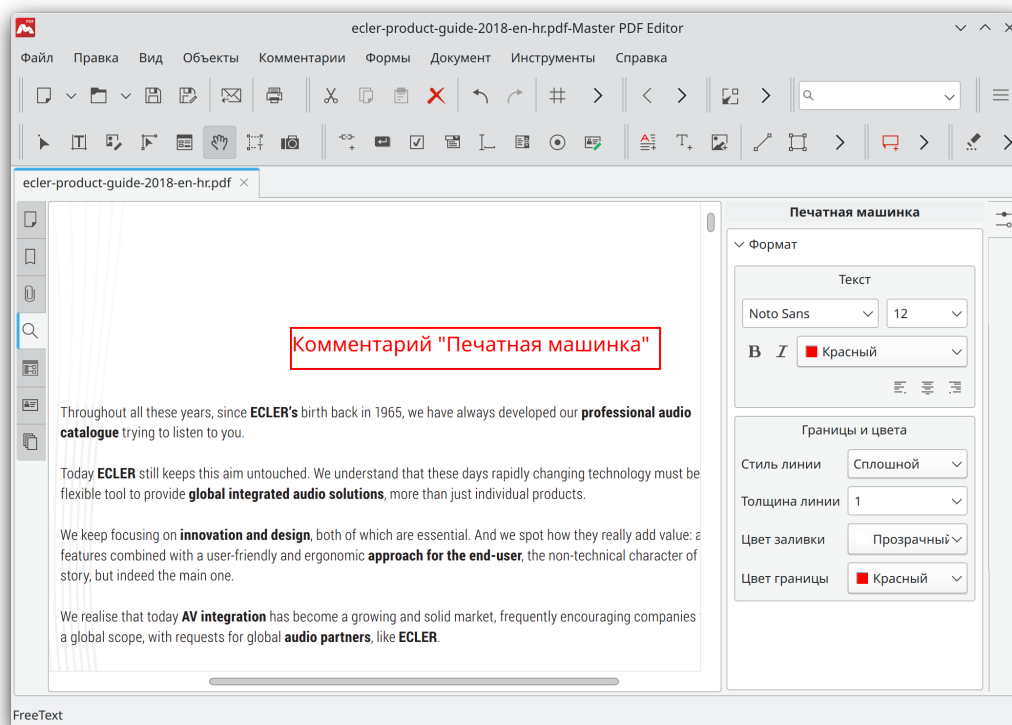 ecler-product-guide-2018-en-hr.pdf-Master PDF Editor
Файл Правка Вид Объекты Комментарии Формы Документ Инструменты Справка
ecler-product-guide-2018-en-hr.pdf
Печатная машинка
Формат
Текст
Noto Sans 12
B I Красный
Границы и цвета
Стиль линии Сплошной
Толщина линии 1
Цвет заливки Прозрачный
Цвет границы Красный
Комментарий "Печатная машинка"
Throughout all these years, since ECLER's birth back in 1965, we have always developed our professional audio
catalogue trying to listen to you.
Today ECLER still keeps this aim untouched. We understand that these days rapidly changing technology must be
flexible tool to provide global integrated audio solutions, more than just individual products.
We keep focusing on innovation and design, both of which are essential. And we spot how they really add value: a
features combined with a user-friendly and ergonomic approach for the end-user, the non-technical character of
story, but indeed the main one.
We realise that today AV integration has become a growing and solid market, frequently encouraging companies
a global scope, with requests for global audio partners, like ECLER.
FreeText